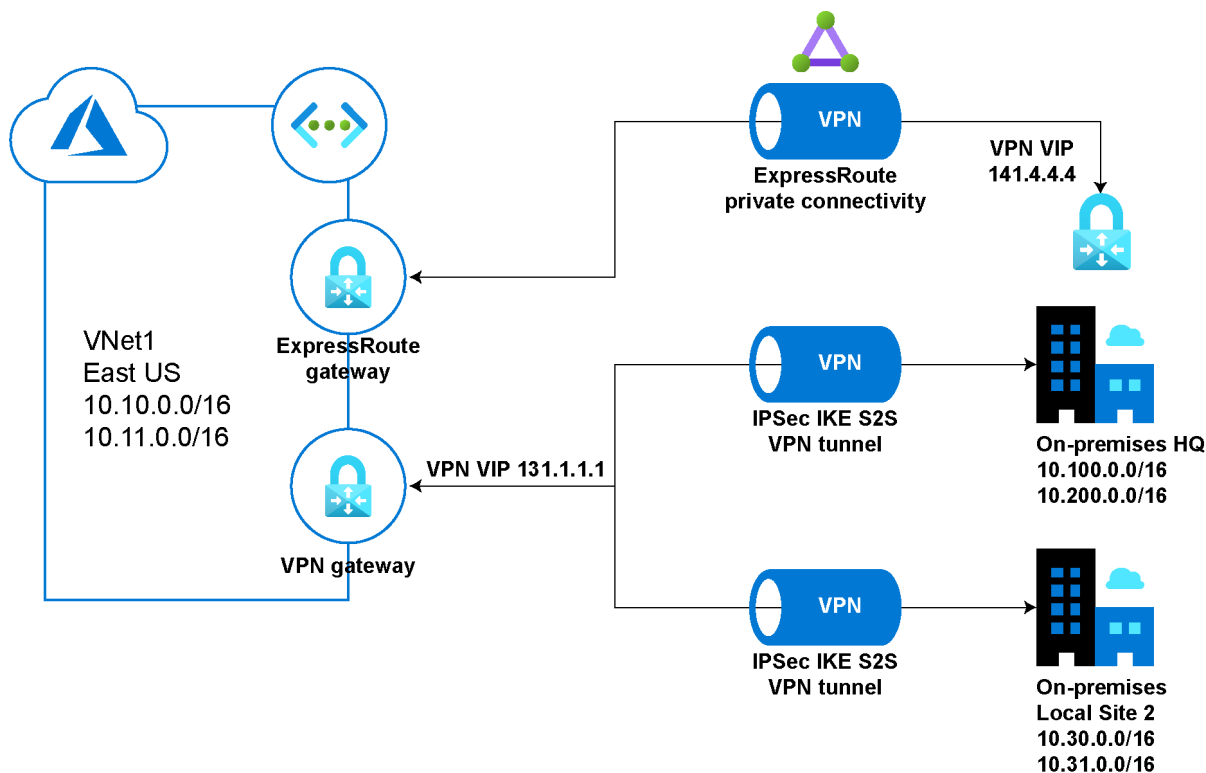 VPN
ExpressRoute
private connectivity
VPN VIP
141.4.4.4
ExpressRoute
gateway
VNet1
East US
10.10.0.0/16
10.11.0.0/16
VPN
IPSec IKE S2S
VPN tunnel
On-premises HQ
10.100.0.0/16
10.200.0.0/16
VPN VIP 131.1.1.1
VPN gateway
VPN
IPSec IKE S2S
VPN tunnel
On-premises
Local Site 2
10.30.0.0/16
10.31.0.0/16